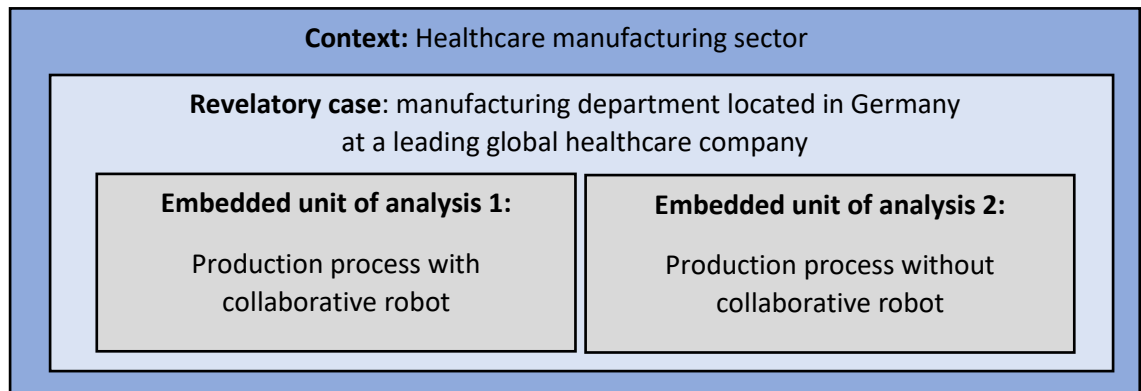 Context: Healthcare manufacturing sector
Revelatory case: manufacturing department located in Germany
at a leading global healthcare company
Embedded unit of analysis 1:
Production process with
collaborative robot
Embedded unit of analysis 2:
Production process without
collaborative robot